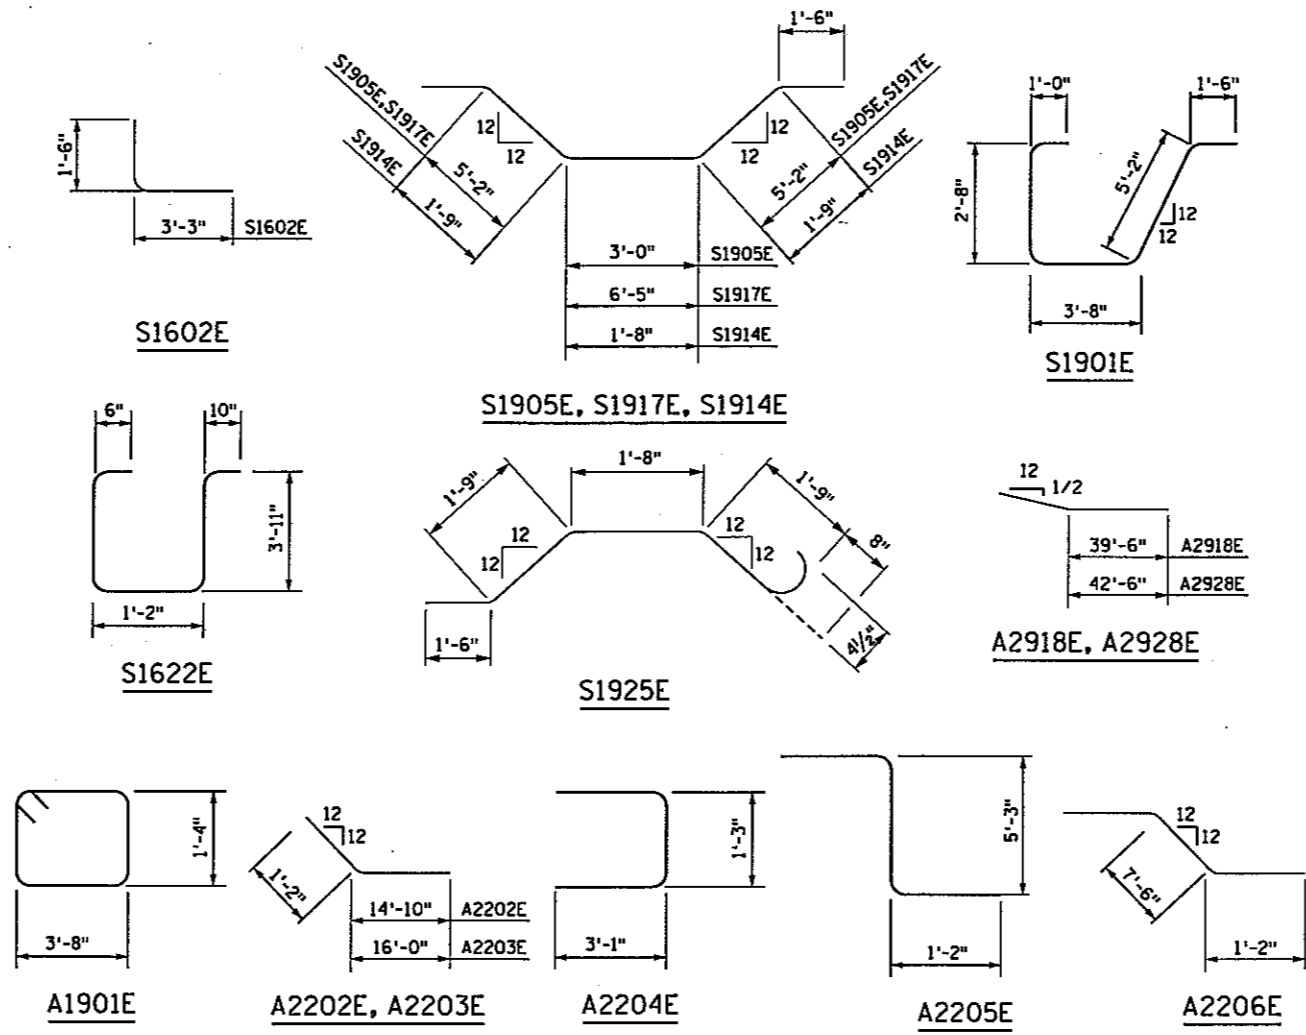 1'-6"
3'-3" S1602E
S1602E
S1905E,S1917E
S1914E
5'-2"
1'-9"
12
12
1'-6"
12
12
S1905E,S1917E
S1914E
5'-2"
1'-9"
3'-0" S1905E
6'-5" S1917E
1'-8" S1914E
S1905E, S1917E, S1914E
1'-0"
1'-6"
2'-8"
5'-2"
12
12
3'-8"
S1901E
6"
10"
3'-11"
1'-2"
S1622E
1'-9"
1'-8"
1'-9"
8"
12
12
12
12
1'-6"
4½"
S1925E
12
1/2
39'-6" A2918E
42'-6" A2928E
A2918E, A2928E
1'-4"
3'-8"
A1901E
12
12
1'-2"
14'-10" A2202E
16'-0" A2203E
A2202E, A2203E
1'-3"
3'-1"
A2204E
5'-3"
1'-2"
A2205E
12
12
7'-6"
1'-2"
A2206E